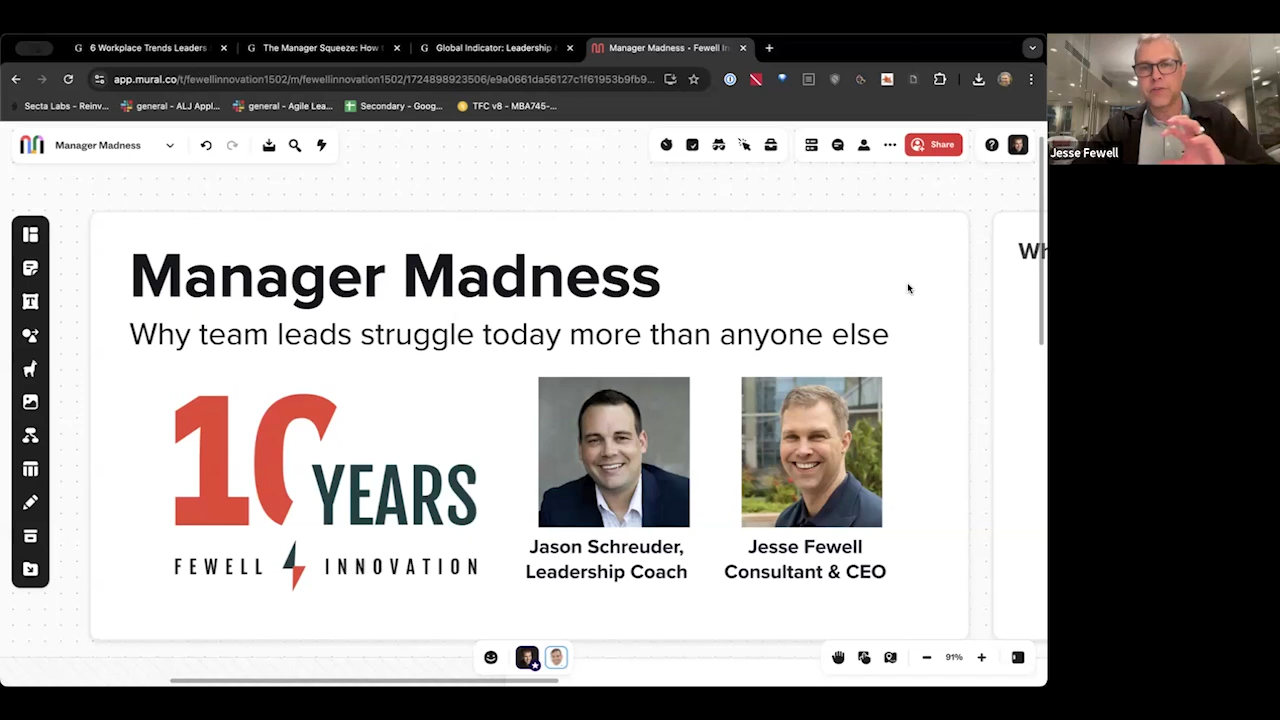 6 Workplace Trends Leaders
The Manager Squeeze: How
Global Indicator: Leadership
Manager Madness - Fewell In
app.mural.co/t/fewellinnovation1502/m/fewellinnovation1502/1724898923506/e9a0661da56127c1f61953b9fb9...
Secta Labs - Reinv...
general - ALJ Appl...
general - Agile Lea...
Secondary - Goog...
TFC v8 - MBA745-...
Jesse Fewell
Manager Madness
Share
Manager Madness
Why team leads struggle today more than anyone else
10 YEARS
FEWELL INNOVATION
Jason Schreuder,
Leadership Coach
Jesse Fewell
Consultant & CEO
91%